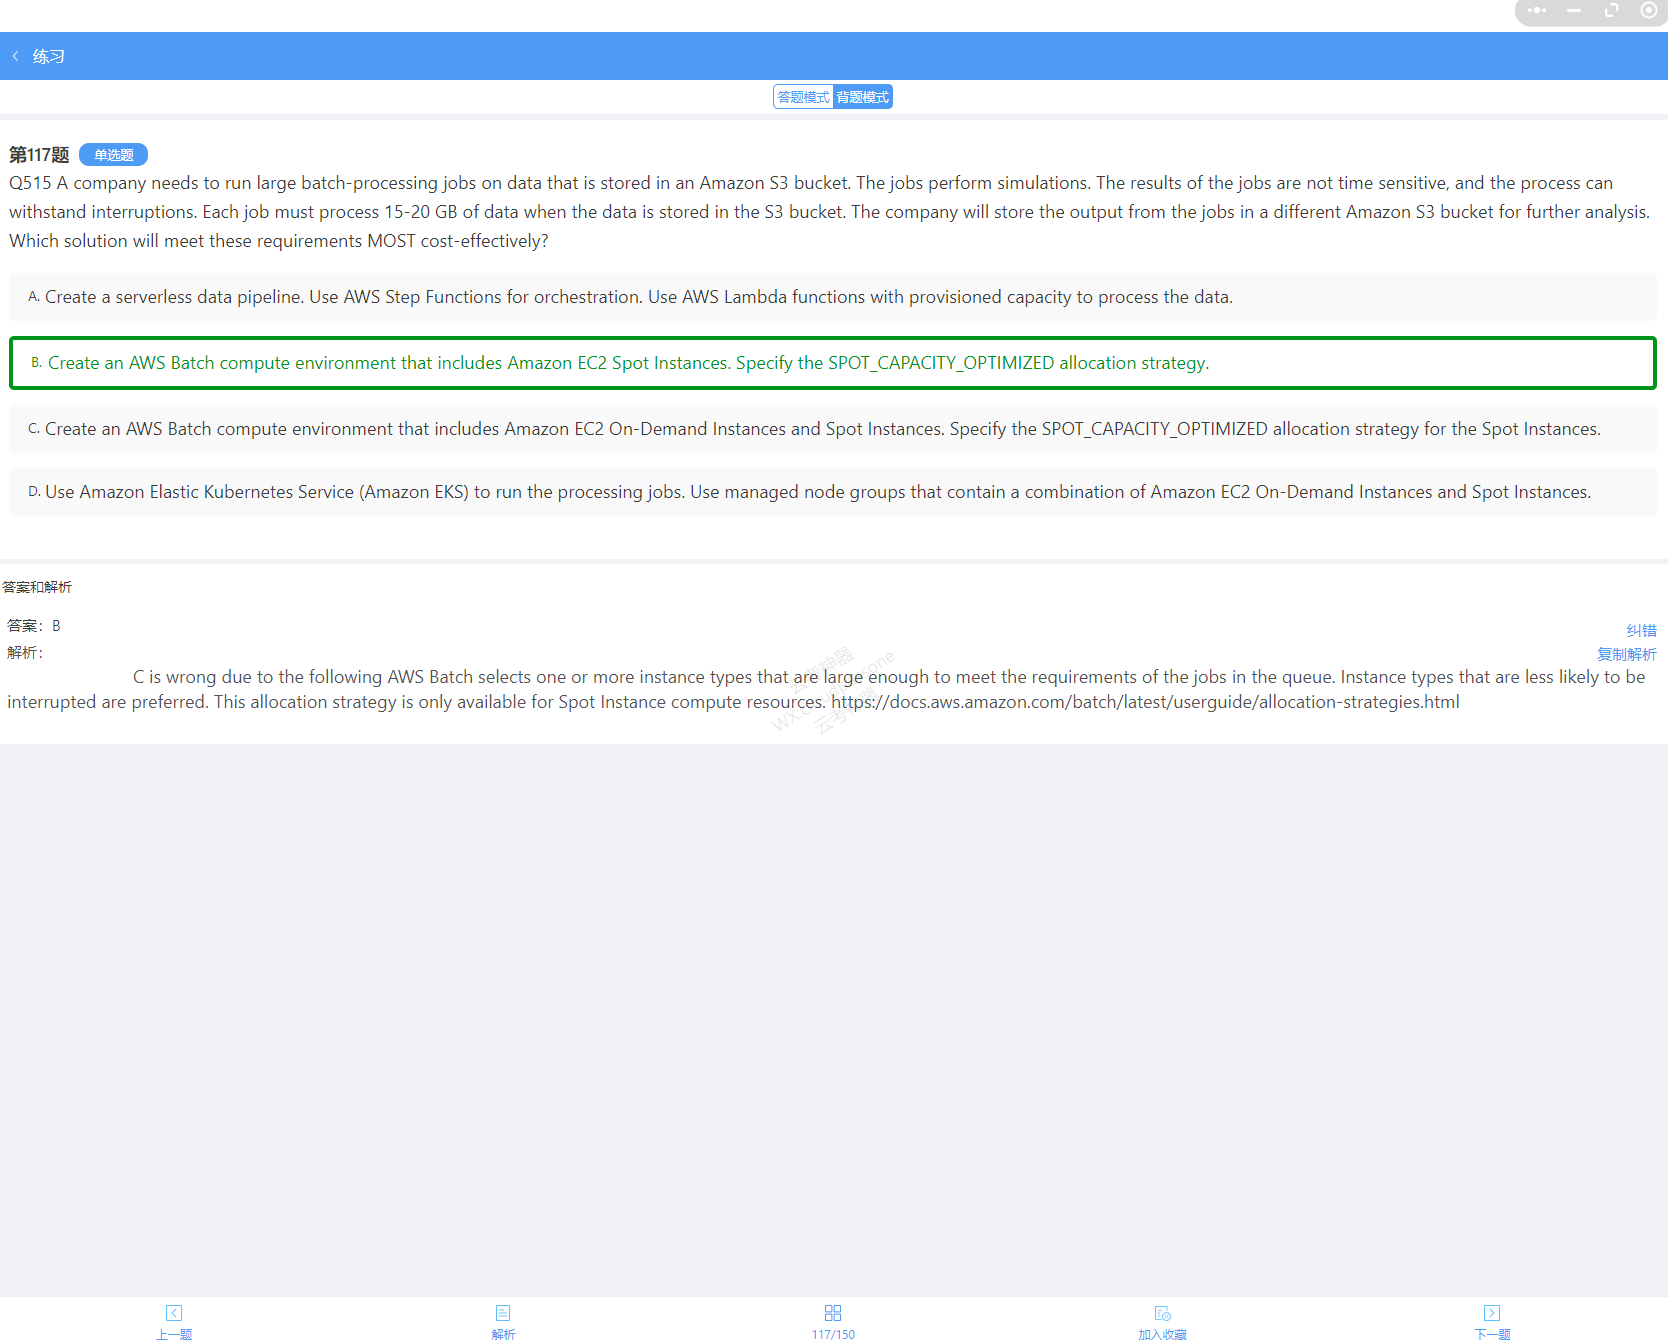 练习
答题模式 背题模式
第117题 单选题
Q515 A company needs to run large batch-processing jobs on data that is stored in an Amazon S3 bucket. The jobs perform simulations. The results of the jobs are not time sensitive, and the process can
withstand interruptions. Each job must process 15-20 GB of data when the data is stored in the S3 bucket. The company will store the output from the jobs in a different Amazon S3 bucket for further analysis.
Which solution will meet these requirements MOST cost-effectively?
A. Create a serverless data pipeline. Use AWS Step Functions for orchestration. Use AWS Lambda functions with provisioned capacity to process the data.
B. Create an AWS Batch compute environment that includes Amazon EC2 Spot Instances. Specify the SPOT_CAPACITY_OPTIMIZED allocation strategy.
C. Create an AWS Batch compute environment that includes Amazon EC2 On-Demand Instances and Spot Instances. Specify the SPOT_CAPACITY_OPTIMIZED allocation strategy for the Spot Instances.
D. Use Amazon Elastic Kubernetes Service (Amazon EKS) to run the processing jobs. Use managed node groups that contain a combination of Amazon EC2 On-Demand Instances and Spot Instances.
答案和解析
答案：B
纠错
解析：
复制解析
C is wrong due to the following AWS Batch selects one or more instance types that are large enough to meet the requirements of the jobs in the queue. Instance types that are less likely to be
interrupted are preferred. This allocation strategy is only available for Spot Instance compute resources. https://docs.aws.amazon.com/batch/latest/userguide/allocation-strategies.html
云考神器
云考神器
上一题 解析 117/150 加入收藏 下一题